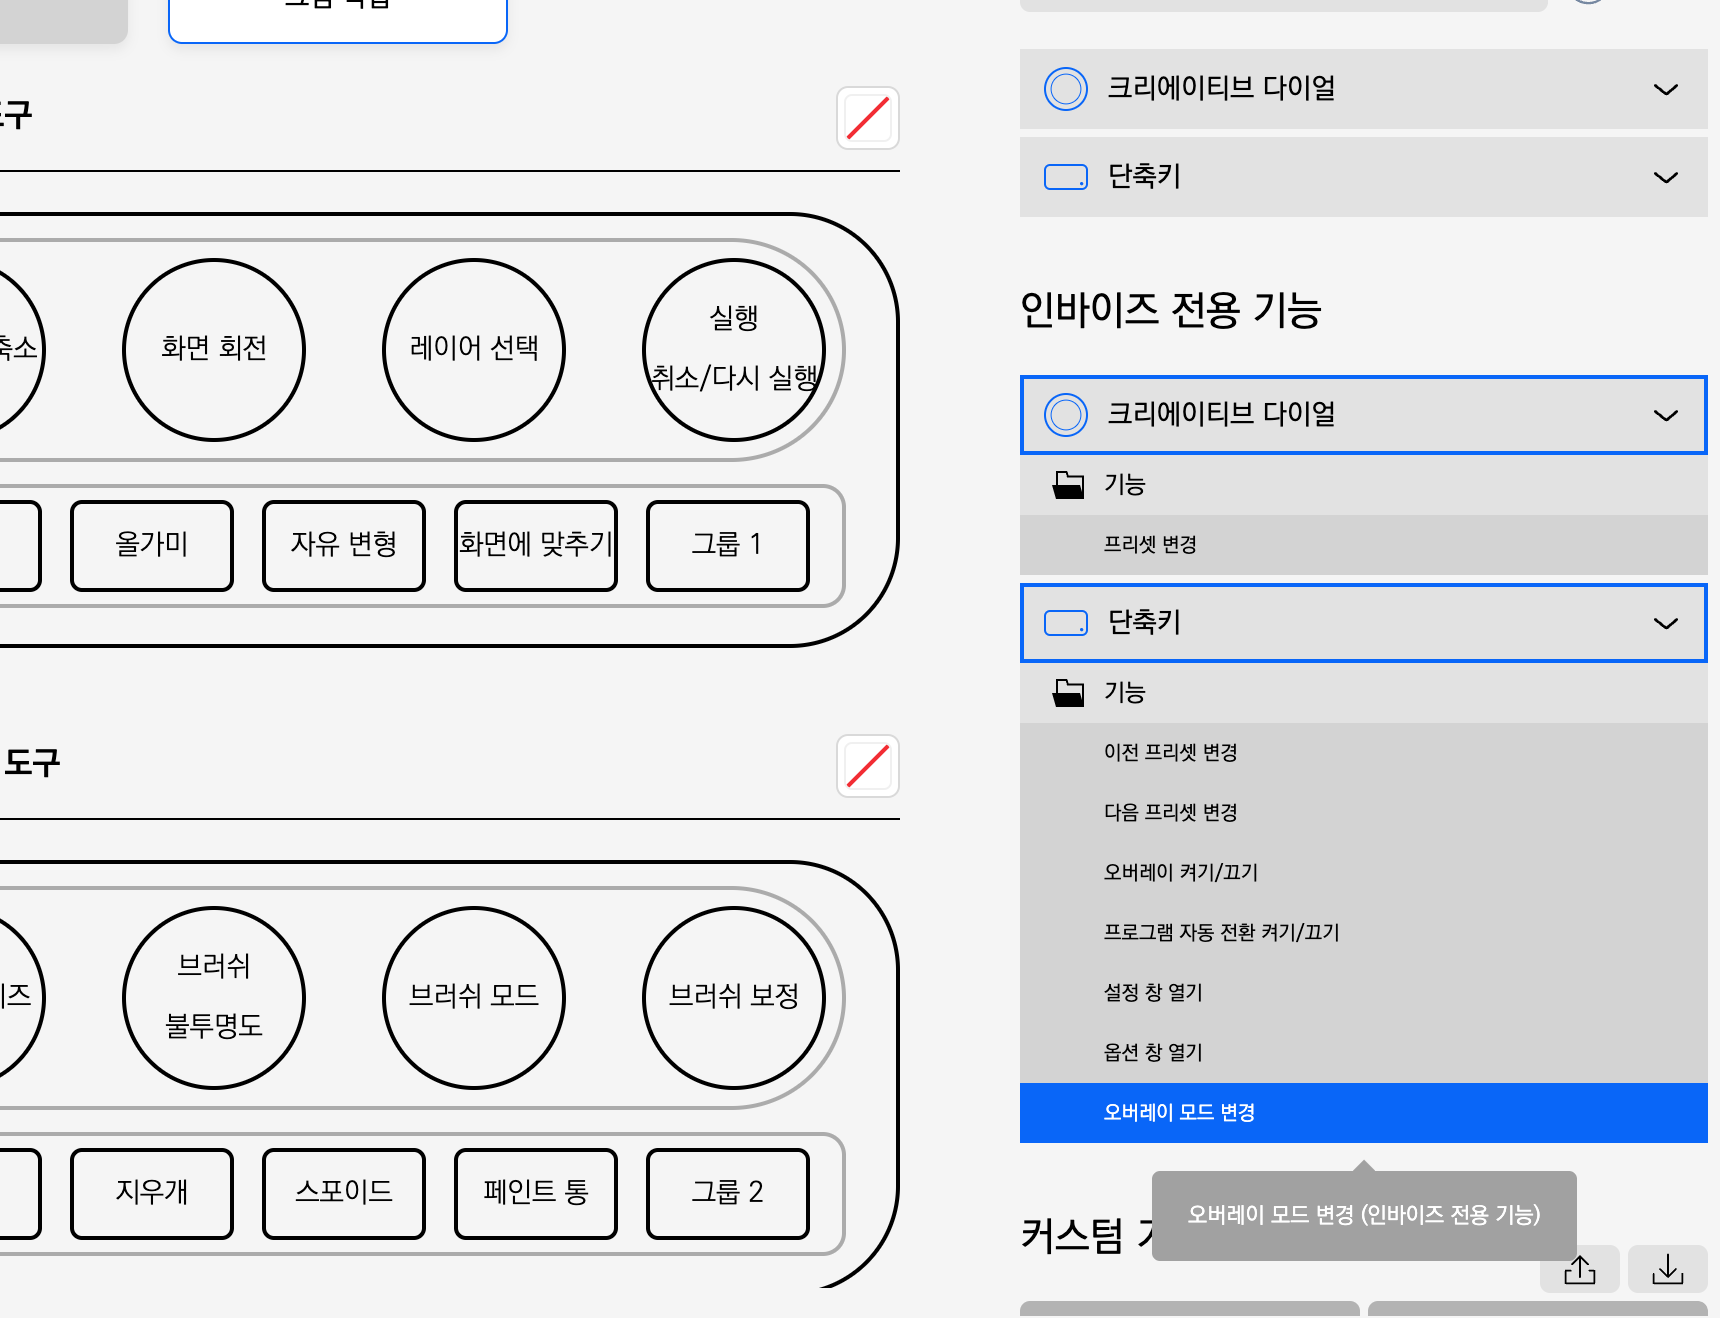 도구
축소
화면 회전
레이어 선택
실행
취소/다시 실행
올가미
자유 변형
화면에 맞추기
그룹 1
도구
이즈
브러쉬
불투명도
브러쉬 모드
브러쉬 보정
지우개
스포이드
페인트 통
그룹 2
크리에이티브 다이얼
단축키
인바이즈 전용 기능
크리에이티브 다이얼
기능
프리셋 변경
단축키
기능
이전 프리셋 변경
다음 프리셋 변경
오버레이 켜기/끄기
프로그램 자동 전환 켜기/끄기
설정 창 열기
옵션 창 열기
오버레이 모드 변경
오버레이 모드 변경 (인바이즈 전용 기능)
커스텀